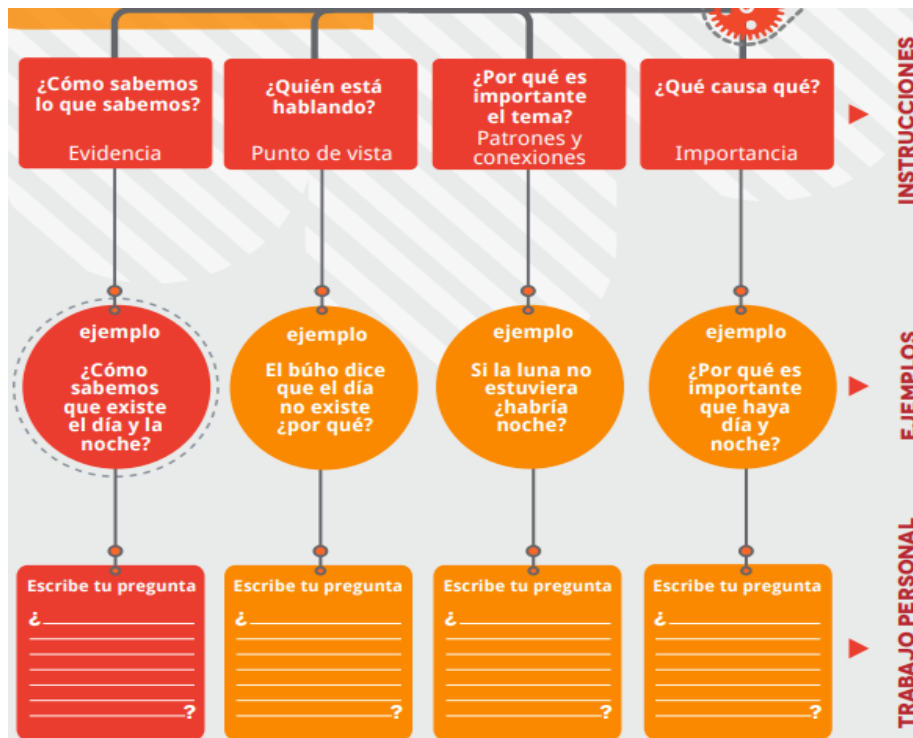 ¿Cómo sabemos
lo que sabemos?
Evidencia
¿Quién está
hablando?
Punto de vista
¿Por qué es
importante
el tema?
Patrones y
conexiones
¿Qué causa qué?
Importancia
INSTRUCCIONES
ejemplo
¿Cómo
sabemos
que existe
el día y la
noche?
ejemplo
El búho dice
que el día
no existe
¿por qué?
ejemplo
Si la luna no
estuviera
¿habría
noche?
ejemplo
¿Por qué es
importante
que haya
día y
noche?
EJEMPLOS
Escribe tu pregunta
¿
?
Escribe tu pregunta
¿
?
Escribe tu pregunta
¿
?
Escribe tu pregunta
¿
?
TRABAJO PERSONAL